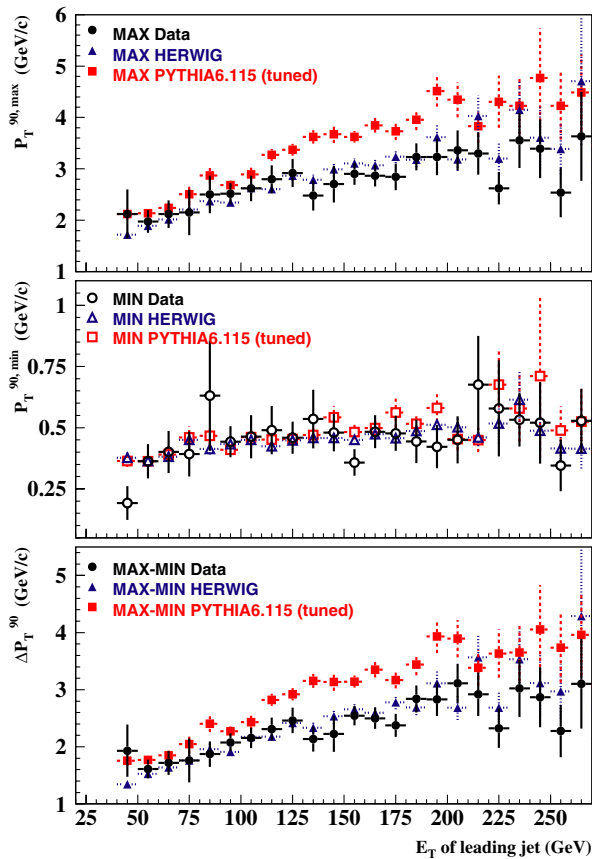 P_T^90,max (GeV/c)
6
5
4
3
2
1
MAX Data
MAX HERWIG
MAX PYTHIA6.115 (tuned)
P_T^90, min (GeV/c)
1
0.75
0.5
0.25
MIN Data
MIN HERWIG
MIN PYTHIA6.115 (tuned)
ΔP_T^90 (GeV/c)
5
4
3
2
1
MAX-MIN Data
MAX-MIN HERWIG
MAX-MIN PYTHIA6.115 (tuned)
25 50 75 100 125 150 175 200 225 250
E_T of leading jet (GeV)